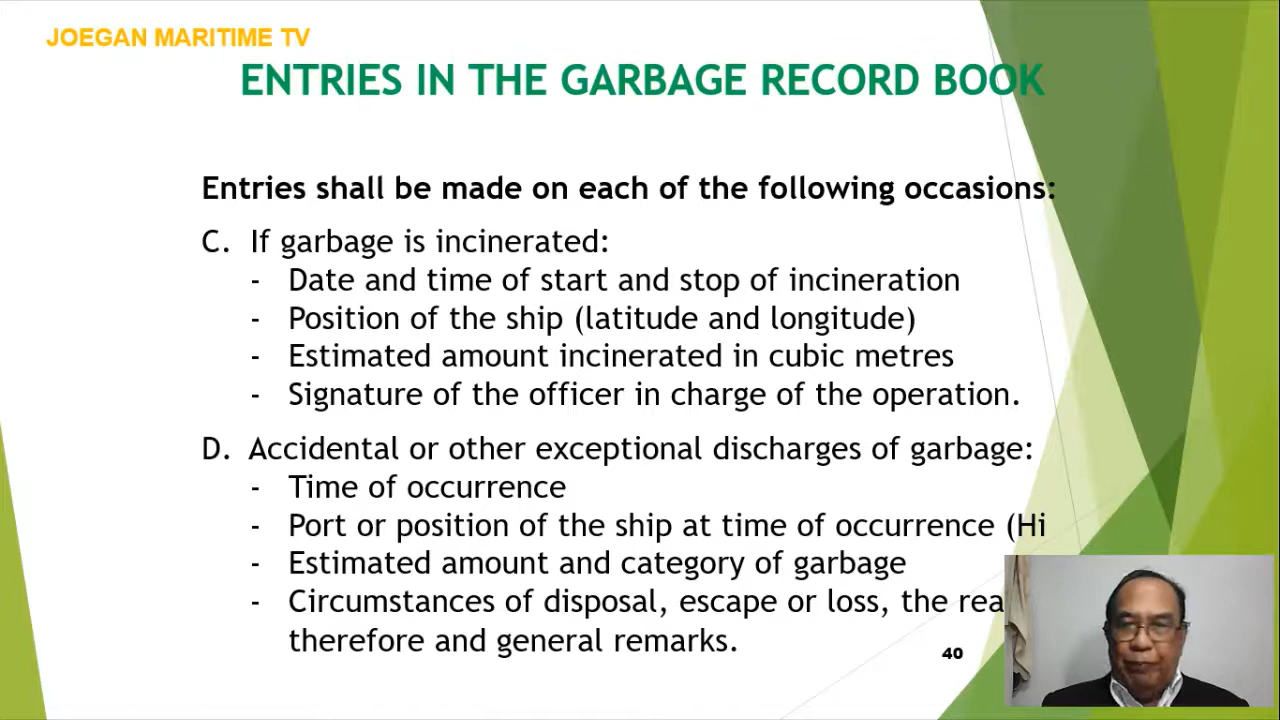 JOEGAN MARITIME TV
ENTRIES IN THE GARBAGE RECORD BOOK
Entries shall be made on each of the following occasions:
C. If garbage is incinerated:
- Date and time of start and stop of incineration
- Position of the ship (latitude and longitude)
- Estimated amount incinerated in cubic metres
- Signature of the officer in charge of the operation.
D. Accidental or other exceptional discharges of garbage:
- Time of occurrence
- Port or position of the ship at time of occurrence (Hi
- Estimated amount and category of garbage
- Circumstances of disposal, escape or loss, the
therefore and general remarks.
40